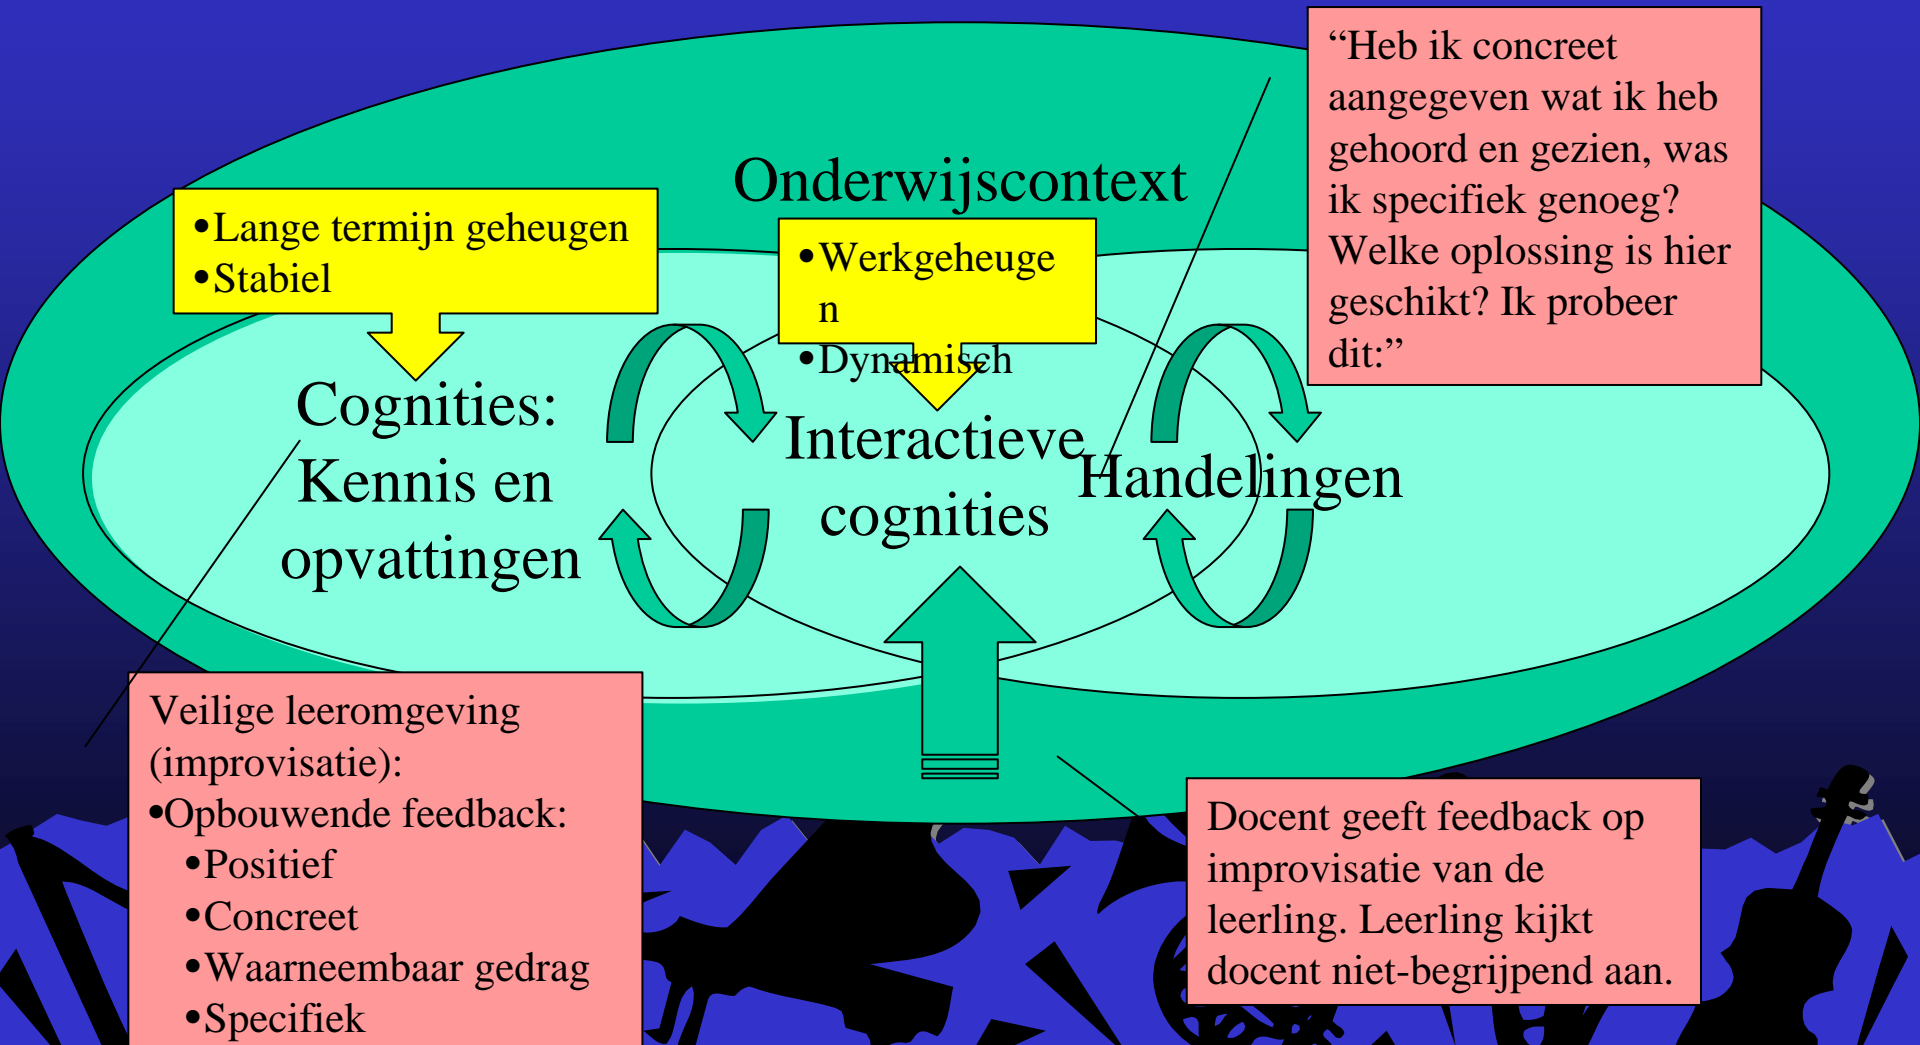 “Heb ik concreet
aangegeven wat ik heb
gehoord en gezien, was
ik specifiek genoeg?
Welke oplossing is hier
geschikt? Ik probeer
dit:”
Onderwijscontext
•Lange termijn geheugen
•Stabiel
•Werkgeheuge
n
•Dynamisch
Cognities:
Kennis en
opvattingen
Interactieve
cognities
Handelingen
Veilige leeromgeving
(improvisatie):
•Opbouwende feedback:
•Positief
•Concreet
•Waarneembaar gedrag
•Specifiek
Docent geeft feedback op
improvisatie van de
leerling. Leerling kijkt
docent niet-begrijpend aan.